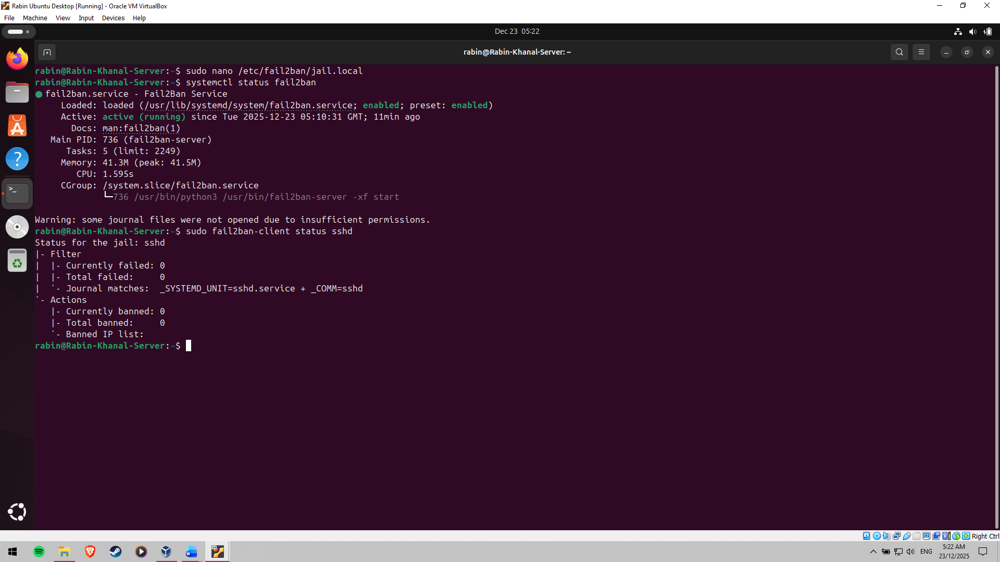 Rabin Ubuntu Desktop [Running] - Oracle VM VirtualBox
File Machine View Input Devices Help
Dec 23 05:22
rabin@Rabin-Khanal-Server: ~
rabin@Rabin-Khanal-Server:~$ sudo nano /etc/fail2ban/jail.local
rabin@Rabin-Khanal-Server:~$ systemctl status fail2ban
● fail2ban.service - Fail2Ban Service
     Loaded: loaded (/usr/lib/systemd/system/fail2ban.service; enabled; preset: enabled)
     Active: active (running) since Tue 2025-12-23 05:10:31 GMT; 11min ago
       Docs: man:fail2ban(1)
   Main PID: 736 (fail2ban-server)
      Tasks: 5 (limit: 2249)
     Memory: 41.3M (peak: 41.5M)
        CPU: 1.595s
     CGroup: /system.slice/fail2ban.service
             └─736 /usr/bin/python3 /usr/bin/fail2ban-server -xf start
Warning: some journal files were not opened due to insufficient permissions.
rabin@Rabin-Khanal-Server:~$ sudo fail2ban-client status sshd
Status for the jail: sshd
|- Filter
|  |- Currently failed: 0
|  |- Total failed:     0
|  `- Journal matches:  _SYSTEMD_UNIT=sshd.service + _COMM=sshd
`- Actions
   |- Currently banned: 0
   |- Total banned:     0
   `- Banned IP list:
rabin@Rabin-Khanal-Server:~$
Right Ctrl
ENG
5:22 AM
23/12/2025